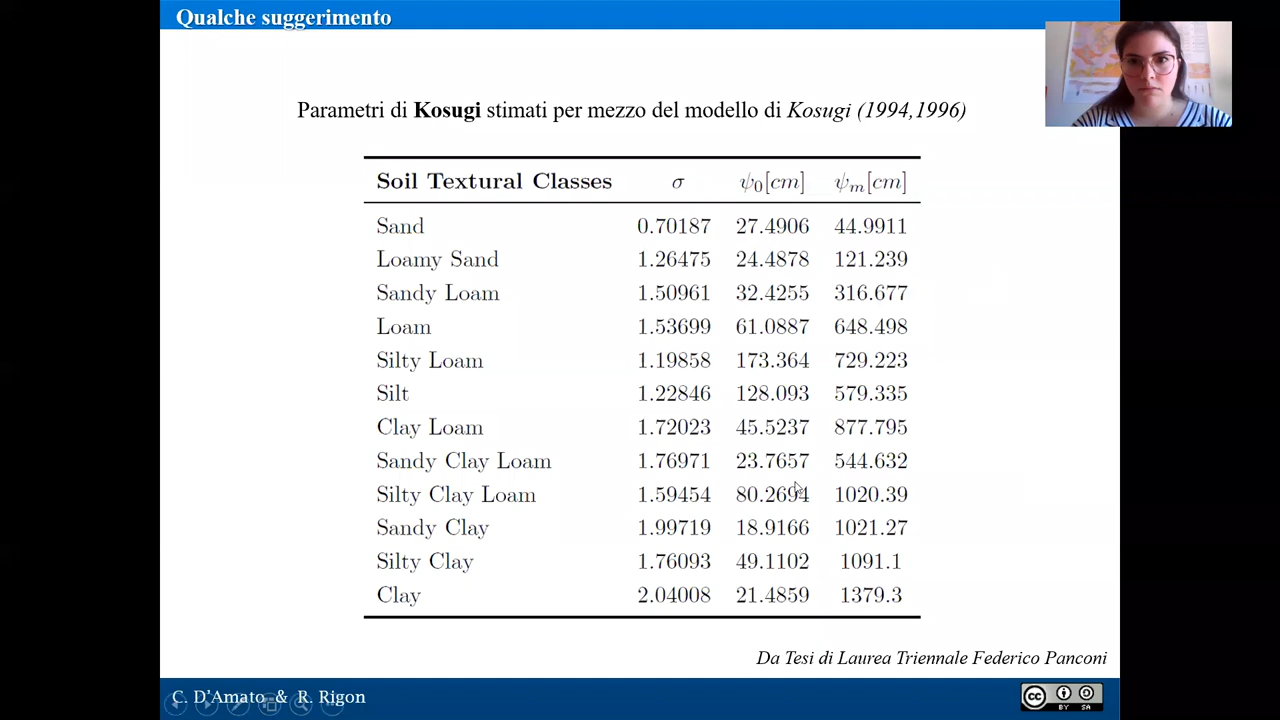 Qualche suggerimento
Parametri di Kosugi stimati per mezzo del modello di Kosugi (1994,1996)
Soil Textural Classes σ ψ0[cm] ψm[cm]
Sand 0.70187 27.4906 44.9911
Loamy Sand 1.26475 24.4878 121.239
Sandy Loam 1.50961 32.4255 316.677
Loam 1.53699 61.0887 648.498
Silty Loam 1.19858 173.364 729.223
Silt 1.22846 128.093 579.335
Clay Loam 1.72023 45.5237 877.795
Sandy Clay Loam 1.76971 23.7657 544.632
Silty Clay Loam 1.59454 80.2694 1020.39
Sandy Clay 1.99719 18.9166 1021.27
Silty Clay 1.76093 49.1102 1091.1
Clay 2.04008 21.4859 1379.3
Da Tesi di Laurea Triennale Federico Panconi
C. D'Amato & R. Rigon
cc BY SA